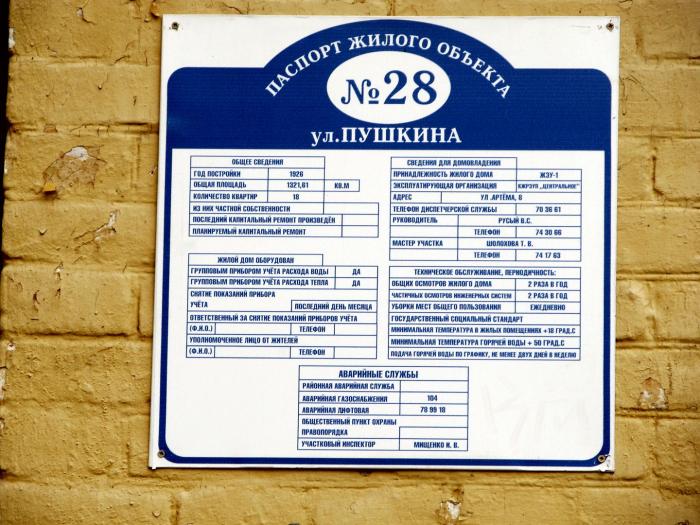 ПАСПОРТ ЖИЛОГО ОБЪЕКТА
№28
ул.ПУШКИНА
ОБЩЕЕ СВЕДЕНИЯ
ГОД ПОСТРОЙКИ 1926
ОБЩАЯ ПЛОЩАДЬ 1321,61 КВ.М
КОЛИЧЕСТВО КВАРТИР 18
ИЗ НИХ ЧАСТНОЙ СОБСТВЕННОСТИ
ПОСЛЕДНИЙ КАПИТАЛЬНЫЙ РЕМОНТ ПРОИЗВЕДЁН
ПЛАНИРУЕМЫЙ КАПИТАЛЬНЫЙ РЕМОНТ
СВЕДЕНИЯ ДЛЯ ДОМОВЛАДЕНИЯ
ПРИНАДЛЕЖНОСТЬ ЖИЛОГО ДОМА ЖЭУ-1
ЭКСПЛУАТИРУЮЩАЯ ОРГАНИЗАЦИЯ КЖРЭУП „ЦЕНТРАЛЬНОЕ"
АДРЕС УЛ .АРТЁМА, 8
ТЕЛЕФОН ДИСПЕТЧЕРСКОЙ СЛУЖБЫ 70 36 61
РУКОВОДИТЕЛЬ РУСЫЙ В.С.
ТЕЛЕФОН 74 30 66
МАСТЕР УЧАСТКА ШОЛОХОВА Т. В.
ТЕЛЕФОН 74 17 63
ЖИЛОЙ ДОМ ОБОРУДОВАН
ГРУППОВЫМ ПРИБОРОМ УЧЁТА РАСХОДА ВОДЫ ДА
ГРУППОВЫМ ПРИБОРОМ УЧЁТА РАСХОДА ТЕПЛА ДА
СНЯТИЕ ПОКАЗАНИЙ ПРИБОРА
УЧЁТА ПОСЛЕДНИЙ ДЕНЬ МЕСЯЦА
ОТВЕТСТВЕННЫЙ ЗА СНЯТИЕ ПОКАЗАНИЙ ПРИБОРОВ УЧЁТА
(Ф.И.О.) ТЕЛЕФОН
УПОЛНОМОЧЕННОЕ ЛИЦО ОТ ЖИТЕЛЕЙ
(Ф.И.О.) ТЕЛЕФОН
ТЕХНИЧЕСКОЕ ОБСЛУЖИВАНИЕ, ПЕРИОДИЧНОСТЬ:
ОБЩИХ ОСМОТРОВ ЖИЛОГО ДОМА 2 РАЗА В ГОД
ЧАСТИЧНЫХ ОСМОТРОВ ИНЖЕНЕРНЫХ СИСТЕМ 2 РАЗА В ГОД
УБОРКИ МЕСТ ОБЩЕГО ПОЛЬЗОВАНИЯ ЕЖЕДНЕВНО
ГОСУДАРСТВЕННЫЙ СОЦИАЛЬНЫЙ СТАНДАРТ
МИНИМАЛЬНАЯ ТЕМПЕРАТУРА В ЖИЛЫХ ПОМЕЩЕНИЯХ +18 ГРАД.С
МИНИМАЛЬНАЯ ТЕМПЕРАТУРА ГОРЯЧЕЙ ВОДЫ + 50 ГРАД.С
ПОДАЧА ГОРЯЧЕЙ ВОДЫ ПО ГРАФИКУ, НЕ МЕНЕЕ ДВУХ ДНЕЙ В НЕДЕЛЮ
АВАРИЙНЫЕ СЛУЖБЫ
РАЙОННАЯ АВАРИЙНАЯ СЛУЖБА
АВАРИЙНАЯ ГАЗОСНАБЖЕНИЯ 104
АВАРИЙНАЯ ЛИФТОВАЯ 78 99 18
ОБЩЕСТВЕННЫЙ ПУНКТ ОХРАНЫ
ПРАВОПОРЯДКА
УЧАСТКОВЫЙ ИНСПЕКТОР МИЩЕНКО И. В.